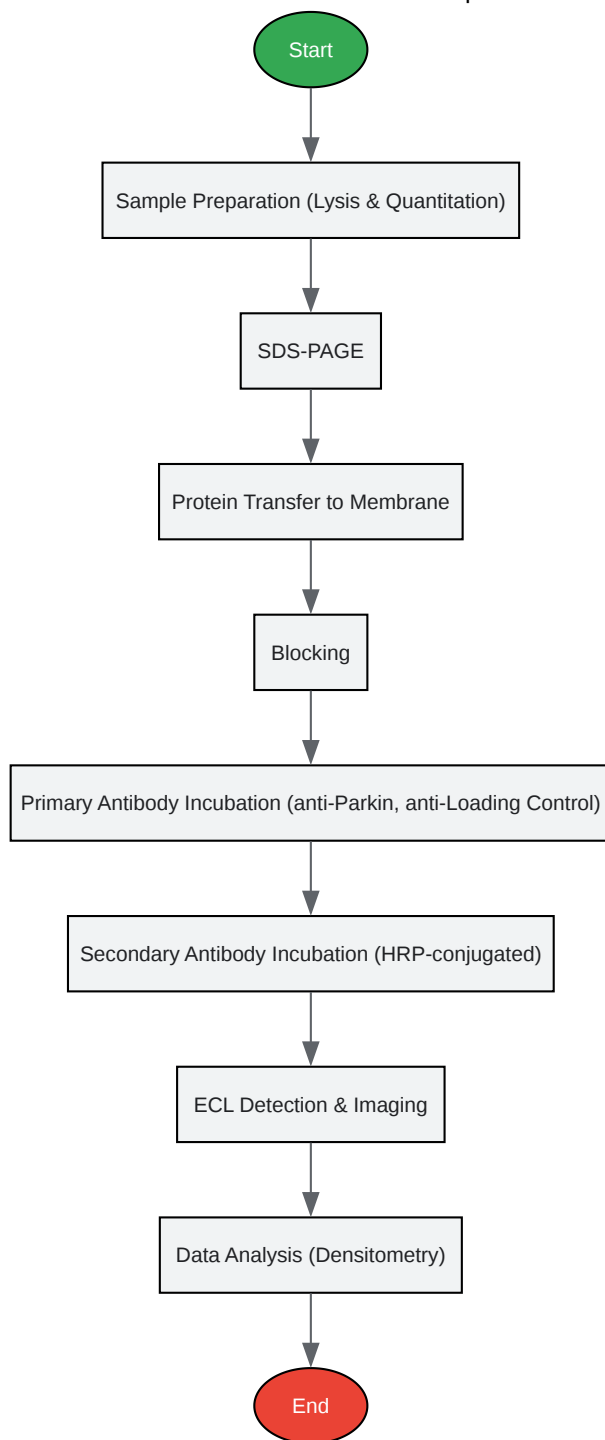 Start
Sample Preparation (Lysis & Quantitation)
SDS-PAGE
Protein Transfer to Membrane
Blocking
Primary Antibody Incubation (anti-Parkin, anti-Loading Control)
Secondary Antibody Incubation (HRP-conjugated)
ECL Detection & Imaging
Data Analysis (Densitometry)
End